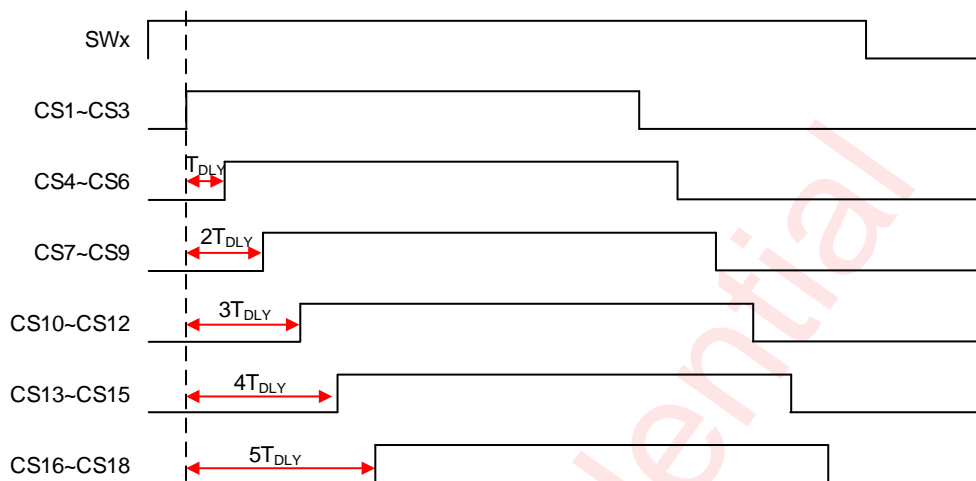 SWx
CS1~CS3
CS4~CS6
TDLY
CS7~CS9
2TDLY
CS10~CS12
3TDLY
CS13~CS15
4TDLY
CS16~CS18
5TDLY